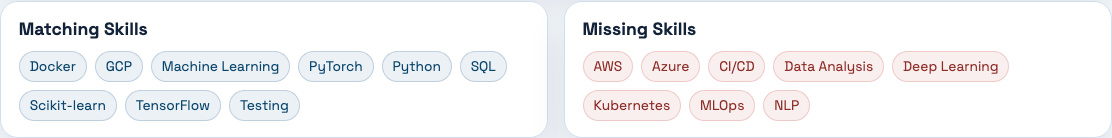 Matching Skills
Docker GCP Machine Learning PyTorch Python SQL
Scikit-learn TensorFlow Testing
Missing Skills
AWS Azure CI/CD Data Analysis Deep Learning
Kubernetes MLOps NLP